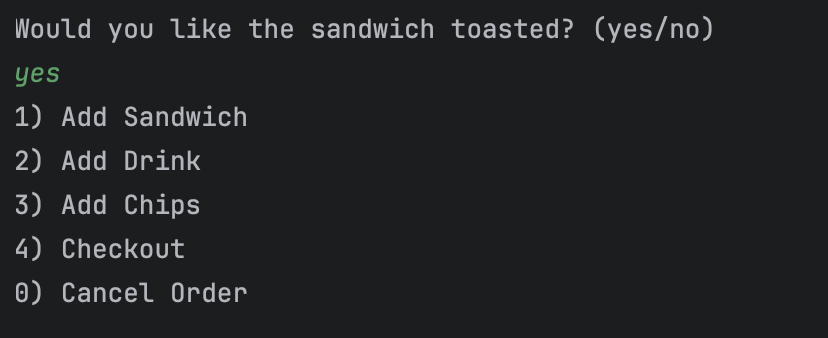 Would you like the sandwich toasted? (yes/no)
yes
1) Add Sandwich
2) Add Drink
3) Add Chips
4) Checkout
0) Cancel Order